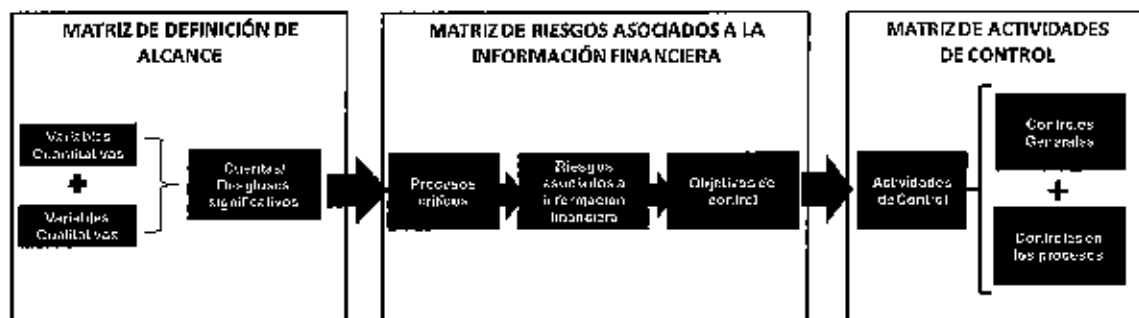 MATRIZ DE DEFINICIÓN DE
ALCANCE
Variables
Cuantitativas
+
Variables
Cualitativas
Cuentas/
Desgloses
significativos
MATRIZ DE RIESGOS ASOCIADOS A LA
INFORMACIÓN FINANCIERA
Procesos
críticos
Riesgos
asociados a
información
financiera
Objetivos de
control
MATRIZ DE ACTIVIDADES
DE CONTROL
Actividades
de Control
Controles
Generales
+
Controles en
los procesos